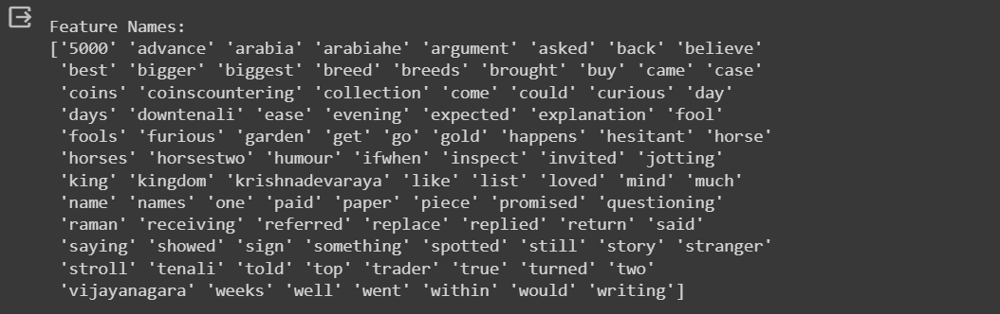 Feature Names:
['5000' 'advance' 'arabia' 'arabiahe' 'argument' 'asked' 'back' 'believe'
'best' 'bigger' 'biggest' 'breed' 'breeds' 'brought' 'buy' 'came' 'case'
'coins' 'coinscountering' 'collection' 'come' 'could' 'curious' 'day'
'days' 'downtenali' 'ease' 'evening' 'expected' 'explanation' 'fool'
'fools' 'furious' 'garden' 'get' 'go' 'gold' 'happens' 'hesitant' 'horse'
'horses' 'horsestwo' 'humour' 'ifwhen' 'inspect' 'invited' 'jotting'
'king' 'kingdom' 'krishnadevaraya' 'like' 'list' 'loved' 'mind' 'much'
'name' 'names' 'one' 'paid' 'paper' 'piece' 'promised' 'questioning'
'raman' 'receiving' 'referred' 'replace' 'replied' 'return' 'said'
'saying' 'showed' 'sign' 'something' 'spotted' 'still' 'story' 'stranger'
'stroll' 'tenali' 'told' 'top' 'trader' 'true' 'turned' 'two'
'vijayanagara' 'weeks' 'well' 'went' 'within' 'would' 'writing']